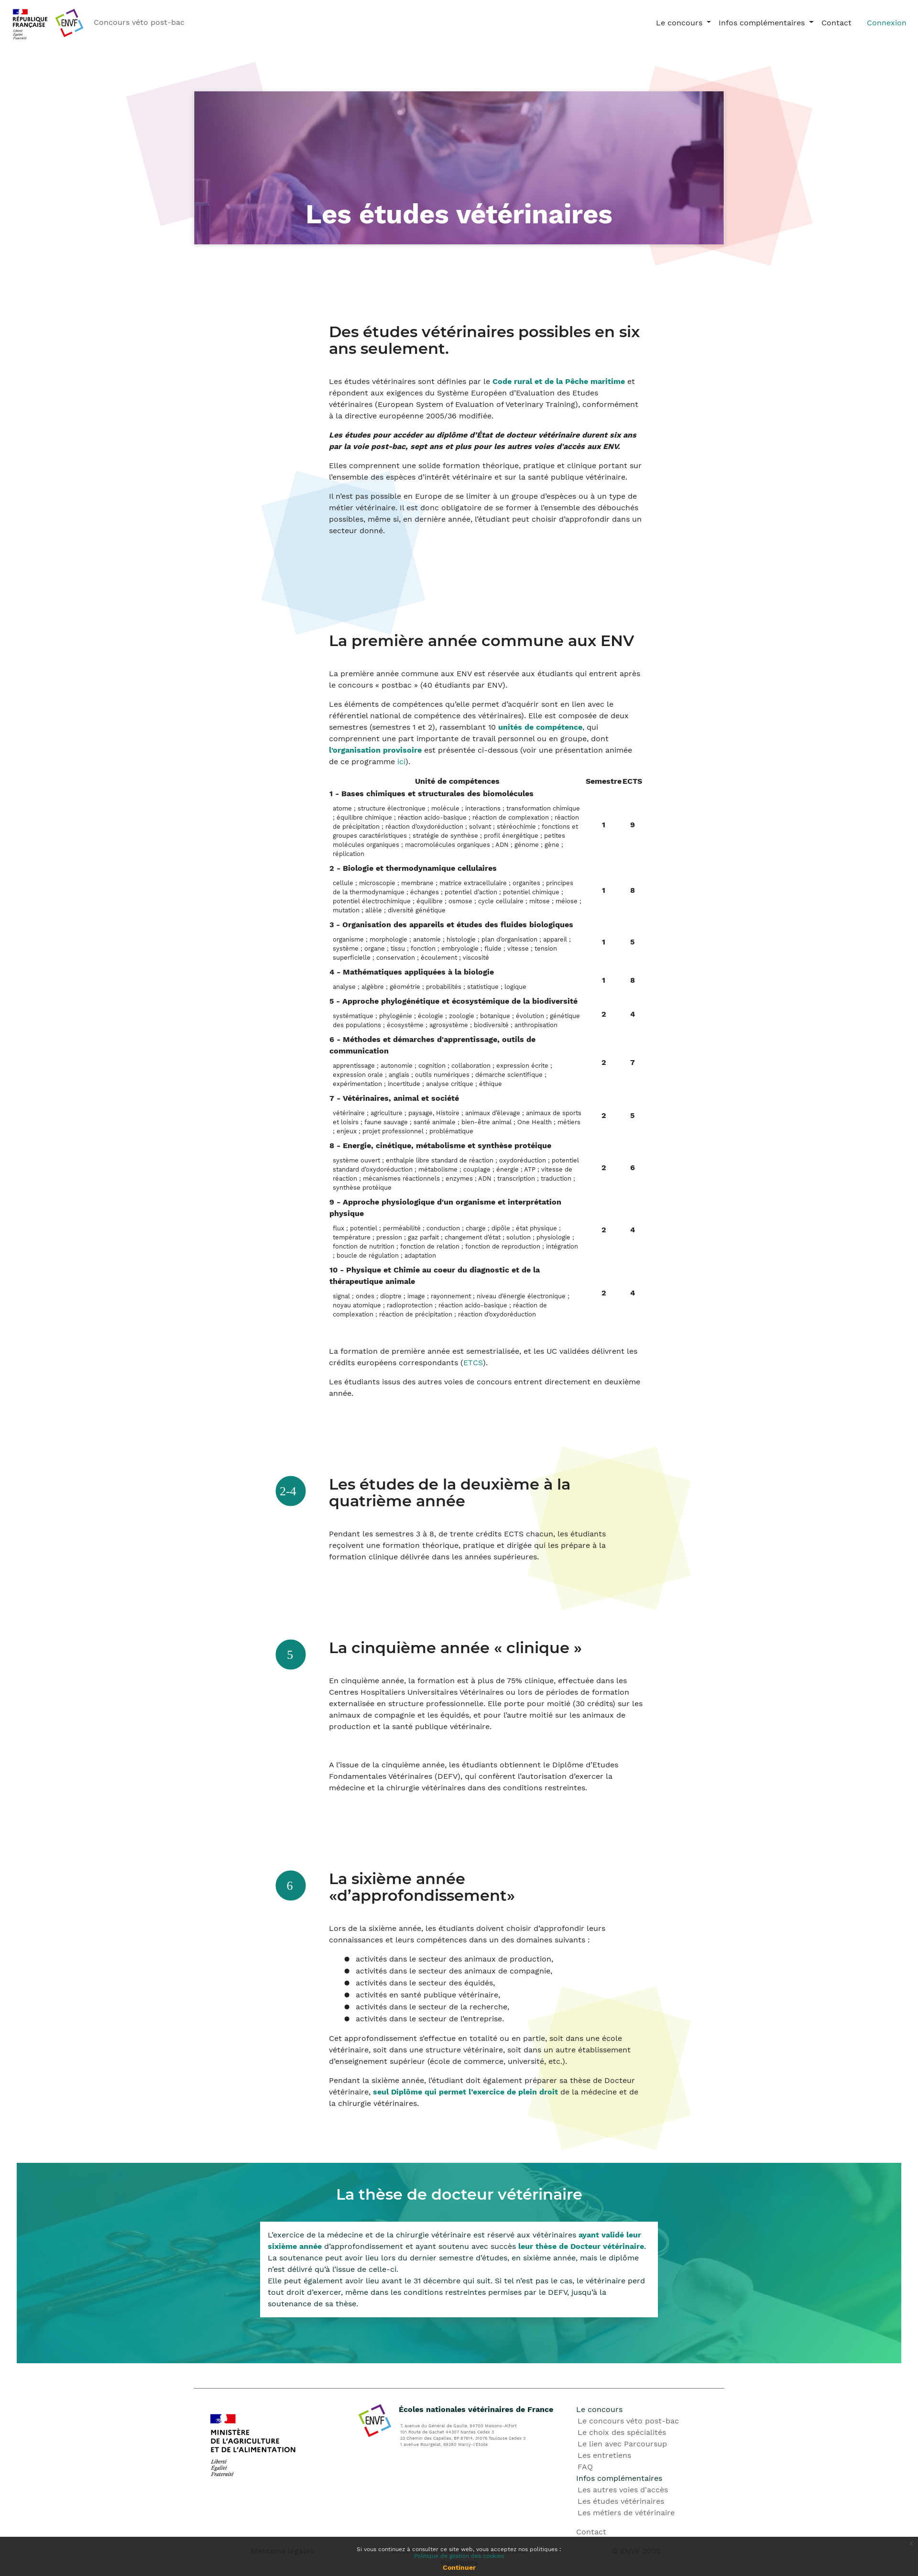 RÉPUBLIQUE
FRANÇAISE
Liberté
Égalité
Fraternité
ENVF
Concours véto post-bac
Le concours
Infos complémentaires
Contact
Connexion
Les études vétérinaires
Des études vétérinaires possibles en six
ans seulement.
Les études vétérinaires sont définies par le Code rural et de la Pêche maritime et
répondent aux exigences du Système Européen d’Evaluation des Etudes
vétérinaires (European System of Evaluation of Veterinary Training), conformément
à la directive européenne 2005/36 modifiée.
Les études pour accéder au diplôme d’État de docteur vétérinaire durent six ans
par la voie post-bac, sept ans et plus pour les autres voies d’accès aux ENV.
Elles comprennent une solide formation théorique, pratique et clinique portant sur
l’ensemble des espèces d’intérêt vétérinaire et sur la santé publique vétérinaire.
Il n’est pas possible en Europe de se limiter à un groupe d’espèces ou à un type de
métier vétérinaire. Il est donc obligatoire de se former à l’ensemble des débouchés
possibles, même si, en dernière année, l’étudiant peut choisir d’approfondir dans un
secteur donné.
La première année commune aux ENV
La première année commune aux ENV est réservée aux étudiants qui entrent après
le concours « postbac » (40 étudiants par ENV).
Les éléments de compétences qu’elle permet d’acquérir sont en lien avec le
référentiel national de compétence des vétérinaires). Elle est composée de deux
semestres (semestres 1 et 2), rassemblant 10 unités de compétence, qui
comprennent une part importante de travail personnel ou en groupe, dont
l’organisation provisoire est présentée ci-dessous (voir une présentation animée
de ce programme ici).
Unité de compétences Semestre ECTS
1 - Bases chimiques et structurales des biomolécules
atome ; structure électronique ; molécule ; interactions ; transformation chimique
; équilibre chimique ; réaction acido-basique ; réaction de complexation ; réaction
de précipitation ; réaction d’oxydoréduction ; solvant ; stéréochimie ; fonctions et
groupes caractéristiques ; stratégie de synthèse ; profil énergétique ; petites
molécules organiques ; macromolécules organiques ; ADN ; génome ; gène ;
réplication
1 9
2 - Biologie et thermodynamique cellulaires
cellule ; microscopie ; membrane ; matrice extracellulaire ; organites ; principes
de la thermodynamique ; échanges ; potentiel d’action ; potentiel chimique ;
potentiel électrochimique ; équilibre ; osmose ; cycle cellulaire ; mitose ; méiose ;
mutation ; allèle ; diversité génétique
1 8
3 - Organisation des appareils et études des fluides biologiques
organisme ; morphologie ; anatomie ; histologie ; plan d’organisation ; appareil ;
système ; organe ; tissu ; fonction ; embryologie ; fluide ; vitesse ; tension
superficielle ; conservation ; écoulement ; viscosité
1 5
4 - Mathématiques appliquées à la biologie
analyse ; algèbre ; géométrie ; probabilités ; statistique ; logique
1 8
5 - Approche phylogénétique et écosystémique de la biodiversité
systématique ; phylogénie ; écologie ; zoologie ; botanique ; évolution ; génétique
des populations ; écosystème ; agrosystème ; biodiversité ; anthropisation
2 4
6 - Méthodes et démarches d’apprentissage, outils de
communication
apprentissage ; autonomie ; cognition ; collaboration ; expression écrite ;
expression orale ; anglais ; outils numériques ; démarche scientifique ;
expérimentation ; incertitude ; analyse critique ; éthique
2 7
7 - Vétérinaires, animal et société
vétérinaire ; agriculture ; paysage, Histoire ; animaux d’élevage ; animaux de sports
et loisirs ; faune sauvage ; santé animale ; bien-être animal ; One Health ; métiers
; enjeux ; projet professionnel ; problématique
2 5
8 - Energie, cinétique, métabolisme et synthèse protéique
système ouvert ; enthalpie libre standard de réaction ; oxydoréduction ; potentiel
standard d’oxydoréduction ; métabolisme ; couplage ; énergie ; ATP ; vitesse de
réaction ; mécanismes réactionnels ; enzymes ; ADN ; transcription ; traduction ;
synthèse protéique
2 6
9 - Approche physiologique d’un organisme et interprétation
physique
flux ; potentiel ; perméabilité ; conduction ; charge ; dipôle ; état physique ;
température ; pression ; gaz parfait ; changement d’état ; solution ; physiologie ;
fonction de nutrition ; fonction de relation ; fonction de reproduction ; intégration
; boucle de régulation ; adaptation
2 4
10 - Physique et Chimie au coeur du diagnostic et de la
thérapeutique animale
signal ; ondes ; dioptre ; image ; rayonnement ; niveau d’énergie électronique ;
noyau atomique ; radioprotection ; réaction acido-basique ; réaction de
complexation ; réaction de précipitation ; réaction d’oxydoréduction
2 4
La formation de première année est semestrialisée, et les UC validées délivrent les
crédits européens correspondants (ETCS).
Les étudiants issus des autres voies de concours entrent directement en deuxième
année.
2-4
Les études de la deuxième à la
quatrième année
Pendant les semestres 3 à 8, de trente crédits ECTS chacun, les étudiants
reçoivent une formation théorique, pratique et dirigée qui les prépare à la
formation clinique délivrée dans les années supérieures.
5
La cinquième année « clinique »
En cinquième année, la formation est à plus de 75% clinique, effectuée dans les
Centres Hospitaliers Universitaires Vétérinaires ou lors de périodes de formation
externalisée en structure professionnelle. Elle porte pour moitié (30 crédits) sur les
animaux de compagnie et les équidés, et pour l’autre moitié sur les animaux de
production et la santé publique vétérinaire.
A l’issue de la cinquième année, les étudiants obtiennent le Diplôme d’Etudes
Fondamentales Vétérinaires (DEFV), qui confèrent l’autorisation d’exercer la
médecine et la chirurgie vétérinaires dans des conditions restreintes.
6
La sixième année
«d’approfondissement»
Lors de la sixième année, les étudiants doivent choisir d’approfondir leurs
connaissances et leurs compétences dans un des domaines suivants :
● activités dans le secteur des animaux de production,
● activités dans le secteur des animaux de compagnie,
● activités dans le secteur des équidés,
● activités en santé publique vétérinaire,
● activités dans le secteur de la recherche,
● activités dans le secteur de l’entreprise.
Cet approfondissement s’effectue en totalité ou en partie, soit dans une école
vétérinaire, soit dans une structure vétérinaire, soit dans un autre établissement
d’enseignement supérieur (école de commerce, université, etc.).
Pendant la sixième année, l’étudiant doit également préparer sa thèse de Docteur
vétérinaire, seul Diplôme qui permet l’exercice de plein droit de la médecine et de
la chirurgie vétérinaires.
La thèse de docteur vétérinaire
L’exercice de la médecine et de la chirurgie vétérinaire est réservé aux vétérinaires ayant validé leur
sixième année d’approfondissement et ayant soutenu avec succès leur thèse de Docteur vétérinaire.
La soutenance peut avoir lieu lors du dernier semestre d’études, en sixième année, mais le diplôme
n’est délivré qu’à l’issue de celle-ci.
Elle peut également avoir lieu avant le 31 décembre qui suit. Si tel n’est pas le cas, le vétérinaire perd
tout droit d’exercer, même dans les conditions restreintes permises par le DEFV, jusqu’à la
soutenance de sa thèse.
MINISTÈRE
DE L’AGRICULTURE
ET DE L’ALIMENTATION
Liberté
Égalité
Fraternité
ENVF
Écoles nationales vétérinaires de France
7, avenue du Général de Gaulle, 94704 Maisons-Alfort
101 Route de Gachet 44307 Nantes Cedex 3
23 Chemin des Capelles, BP 87614, 31076 Toulouse Cedex 3
1 avenue Bourgelat, 69280 Marcy-l’Etoile
Le concours
Le concours véto post-bac
Le choix des spécialités
Le lien avec Parcoursup
Les entretiens
FAQ
Infos complémentaires
Les autres voies d’accès
Les études vétérinaires
Les métiers de vétérinaire
Contact
Si vous continuez à consulter ce site web, vous acceptez nos politiques :
Politique de gestion des cookies
Continuer